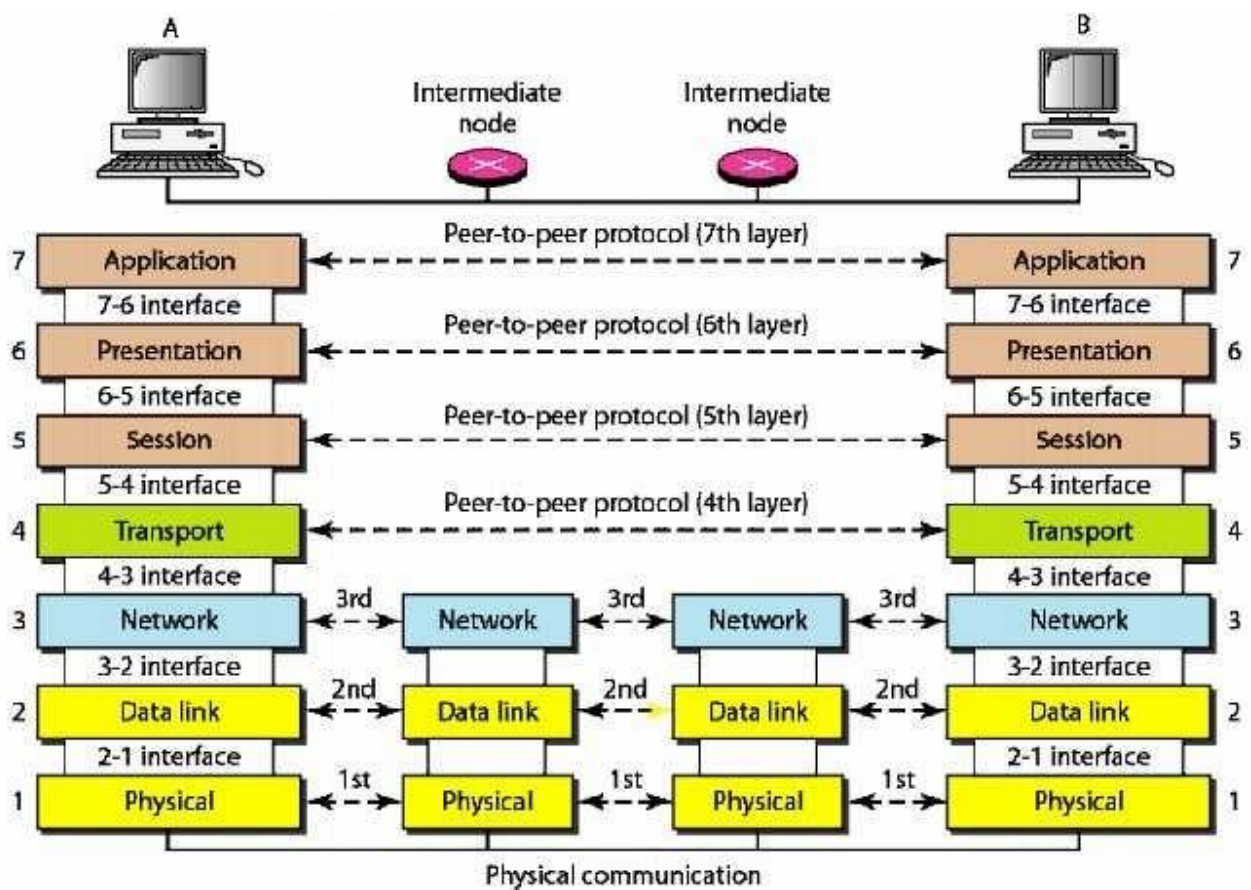 A
B
Intermediate
node
Intermediate
node
Peer-to-peer protocol (7th layer)
7 Application
Application 7
7-6 interface
7-6 interface
Peer-to-peer protocol (6th layer)
6 Presentation
Presentation 6
6-5 interface
6-5 interface
Peer-to-peer protocol (5th layer)
5 Session
Session 5
5-4 interface
5-4 interface
Peer-to-peer protocol (4th layer)
4 Transport
Transport 4
4-3 interface
4-3 interface
3 Network 3rd Network 3rd Network 3rd Network 3
3-2 interface
3-2 interface
2 Data link 2nd Data link 2nd Data link 2nd Data link 2
2-1 interface
2-1 interface
1 Physical 1st Physical 1st Physical 1st Physical 1
Physical communication